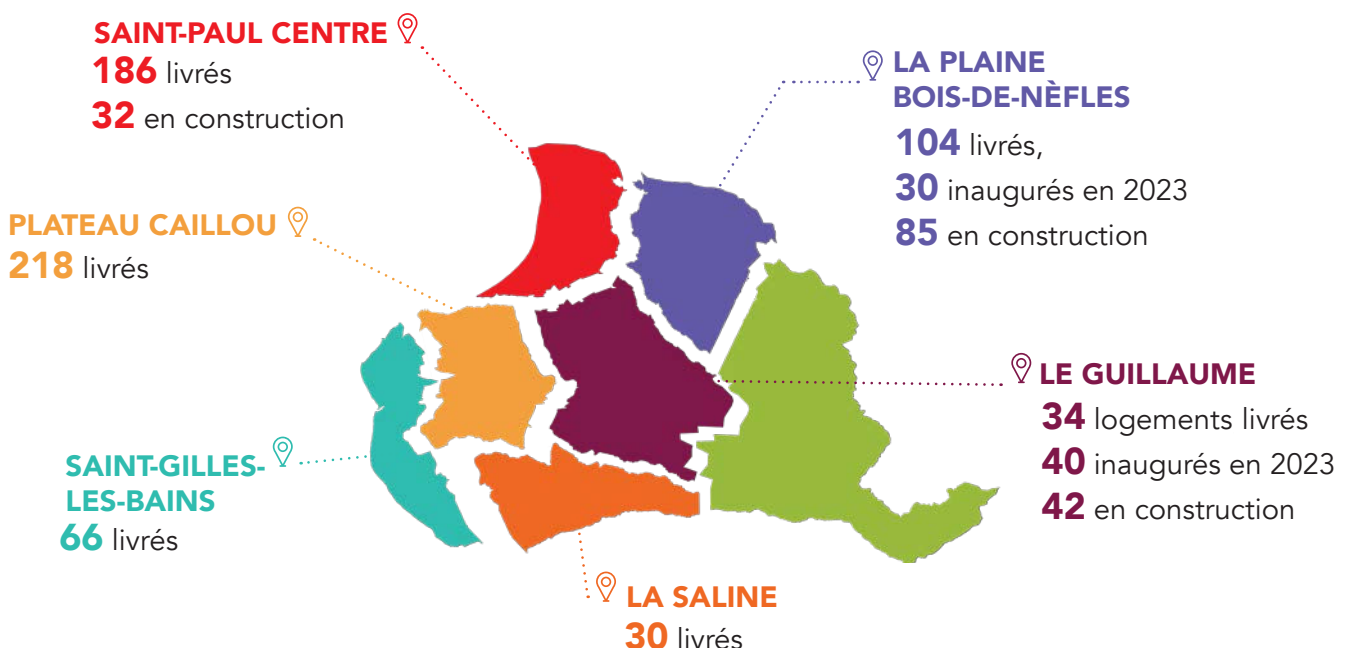 SAINT-PAUL CENTRE
186 livrés
32 en construction
LA PLAINE
BOIS-DE-NÈFLES
104 livrés,
30 inaugurés en 2023
85 en construction
PLATEAU CAILLOU
218 livrés
LE GUILLAUME
34 logements livrés
40 inaugurés en 2023
42 en construction
SAINT-GILLES-
LES-BAINS
66 livrés
LA SALINE
30 livrés